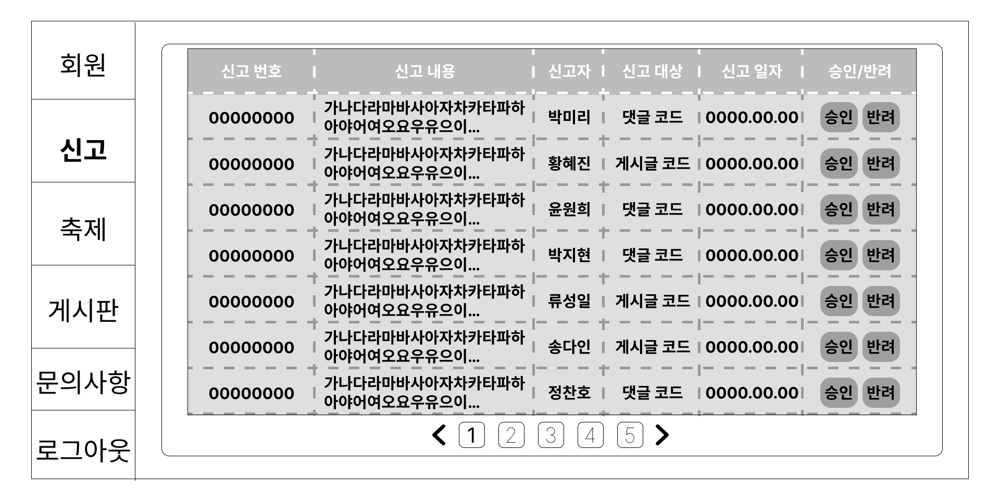 회원
신고
축제
게시판
문의사항
로그아웃
신고 번호 신고 내용 신고자 신고 대상 신고 일자 승인/반려
00000000 가나다라마바사아자차카타파하 박미리 댓글 코드 0000.00.00 승인 반려
아야어여오요우유으이...
00000000 가나다라마바사아자차카타파하 황혜진 게시글 코드 0000.00.00 승인 반려
아야어여오요우유으이...
00000000 가나다라마바사아자차카타파하 윤원희 댓글 코드 0000.00.00 승인 반려
아야어여오요우유으이...
00000000 가나다라마바사아자차카타파하 박지현 댓글 코드 0000.00.00 승인 반려
아야어여오요우유으이...
00000000 가나다라마바사아자차카타파하 류성일 게시글 코드 0000.00.00 승인 반려
아야어여오요우유으이...
00000000 가나다라마바사아자차카타파하 송다인 게시글 코드 0000.00.00 승인 반려
아야어여오요우유으이...
00000000 가나다라마바사아자차카타파하 정찬호 댓글 코드 0000.00.00 승인 반려
아야어여오요우유으이...
1 2 3 4 5